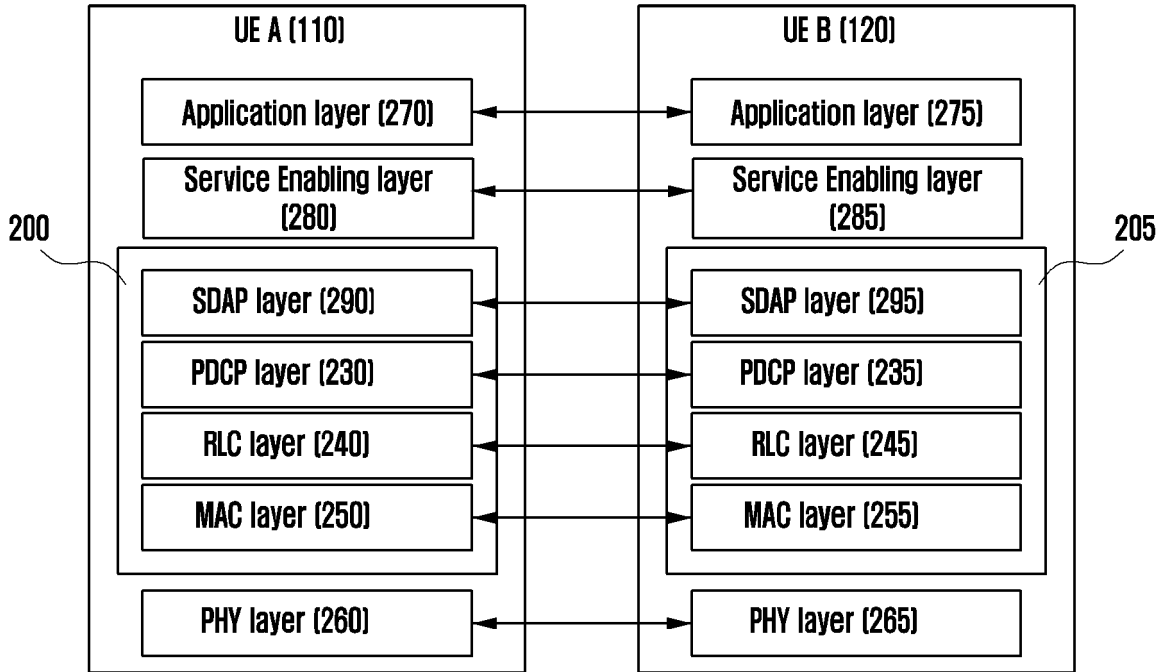 UE A (110)
UE B (120)
Application layer (270)
Application layer (275)
Service Enabling layer
(280)
Service Enabling layer
(285)
200
205
SDAP layer (290)
SDAP layer (295)
PDCP layer (230)
PDCP layer (235)
RLC layer (240)
RLC layer (245)
MAC layer (250)
MAC layer (255)
PHY layer (260)
PHY layer (265)